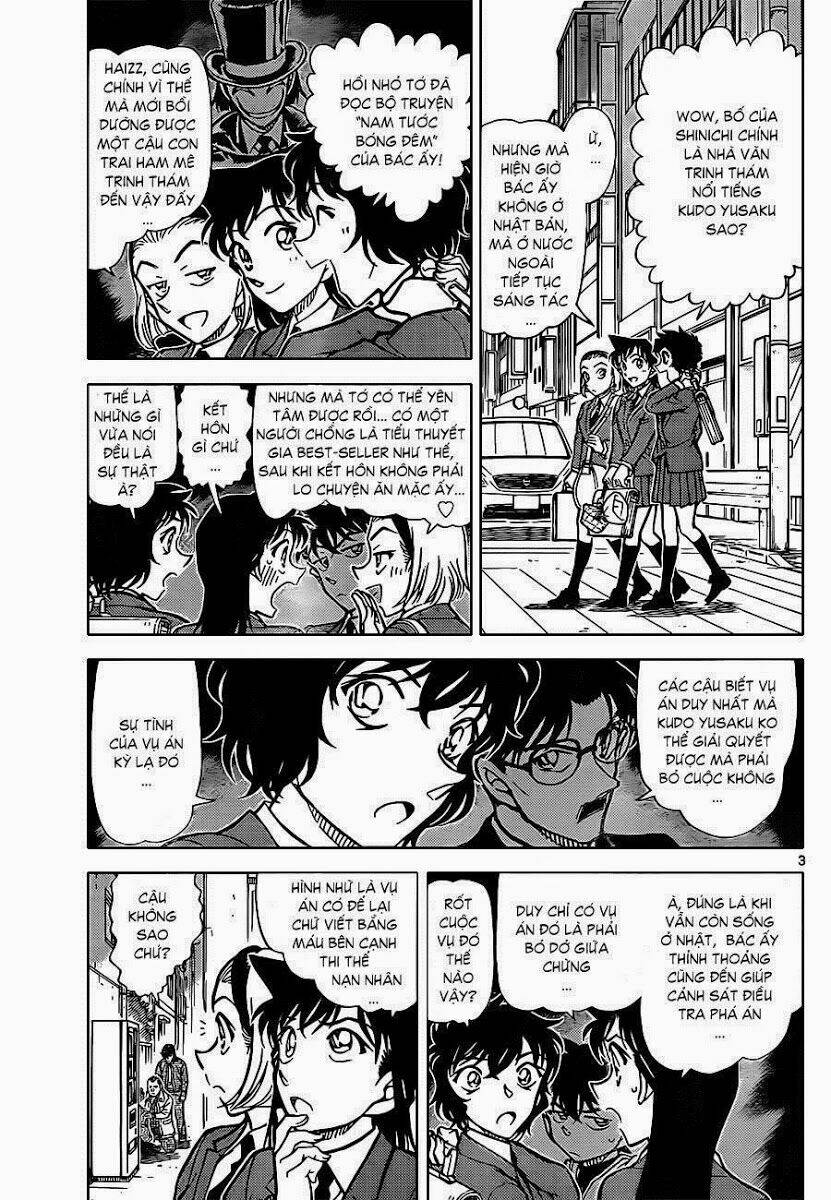 WOW, BỐ CỦA
SHINICHI CHÍNH
LÀ NHÀ VĂN
TRINH THÁM
NỔI TIẾNG
KUDO YUSAKU
SAO?
Ừ,
...
NHƯNG MÀ
HIỆN GIỜ
BÁC ẤY
KHÔNG Ở
NHẬT BẢN,
MÀ Ở NƯỚC
NGOÀI
TIẾP TỤC
SÁNG TÁC
...
HỒI NHỎ TỚ ĐÃ
ĐỌC BỘ TRUYỆN
"NAM TƯỚC
BÓNG ĐÊM"
CỦA BÁC ẤY!
HAIZZ, CŨNG
CHÍNH VÌ THẾ
MÀ MỚI BỒI
DƯỠNG ĐƯỢC
MỘT CẬU CON
TRAI HAM MÊ
TRINH THÁM
ĐẾN VẬY ĐẤY
...
NHƯNG MÀ TỚ CÓ THỂ YÊN
TÂM ĐƯỢC RỒI... CÓ MỘT
NGƯỜI CHỒNG LÀ TIỂU THUYẾT
GIA BEST-SELLER NHƯ THẾ,
SAU KHI KẾT HÔN KHÔNG PHẢI
LO CHUYỆN ĂN MẶC ẤY...
♡
KẾT
HÔN
GÌ CHỨ
...
THẾ LÀ
NHỮNG GÌ
VỪA NÓI
ĐỀU LÀ
SỰ THẬT
À?
CÁC CẬU BIẾT VỤ
ÁN DUY NHẤT MÀ
KUDO YUSAKU KO
THỂ GIẢI QUYẾT
ĐƯỢC MÀ PHẢI
BỎ CUỘC KHÔNG
...
SỰ TÌNH
CỦA VỤ ÁN
KỲ LẠ ĐÓ
...
3
À, ĐÚNG LÀ KHI
VẪN CÒN SỐNG
Ở NHẬT, BÁC ẤY
THỈNH THOẢNG
CŨNG ĐẾN GIÚP
CẢNH SÁT ĐIỀU
TRA PHÁ ÁN
...
DUY CHỈ CÓ VỤ
ÁN ĐÓ LÀ PHẢI
BỎ DỞ GIỮA
CHỪNG
...
RỐT
CUỘC
VỤ ĐÓ
THẾ
NÀO
VẬY?
HÌNH NHƯ LÀ VỤ
ÁN CÓ ĐỂ LẠI
CHỮ VIẾT BẰNG
MÁU BÊN CẠNH
THI THỂ
NẠN NHÂN
...
CẬU
KHÔNG
SAO
CHỨ?